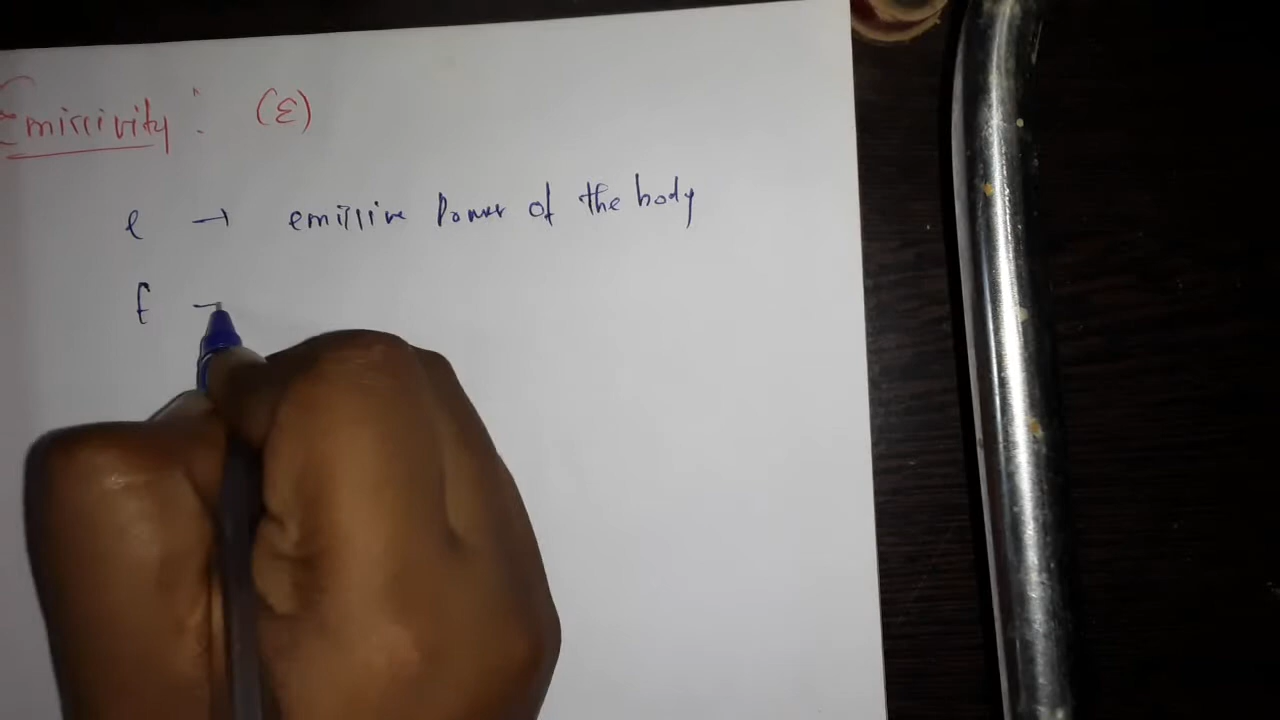 Emissivity : (ε)
e → emissive Power of the body
E →